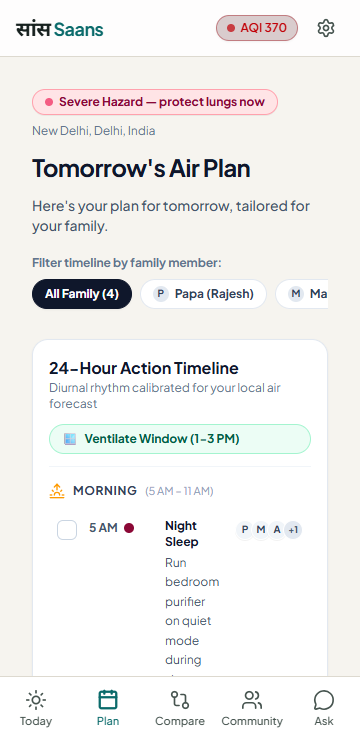 सांस Saans
AQI 370
Severe Hazard — protect lungs now
New Delhi, Delhi, India
Tomorrow's Air Plan
Here's your plan for tomorrow, tailored for
your family.
Filter timeline by family member:
All Family (4)
P Papa (Rajesh)
M Ma
24-Hour Action Timeline
Diurnal rhythm calibrated for your local air
forecast
Ventilate Window (1-3 PM)
MORNING (5 AM – 11 AM)
5 AM
Night
Sleep
P M A +1
Run
bedroom
purifier
on quiet
mode
during
Today
Plan
Compare
Community
Ask